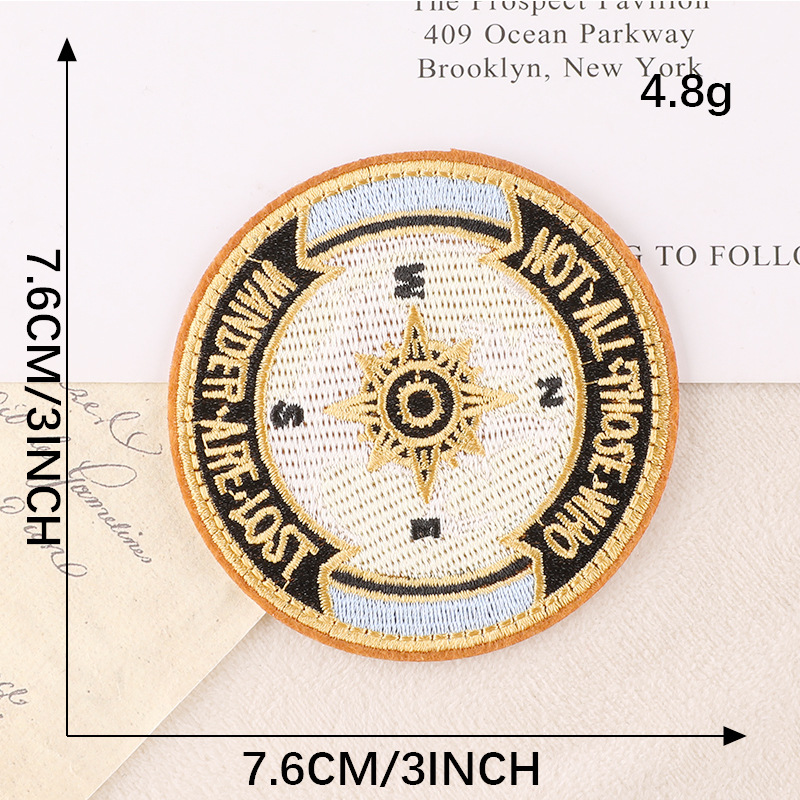 The Prospect Pavilion
409 Ocean Parkway
Brooklyn, New York
4.8g
G TO FOLLO
NOT·ALL·THOSE·WHO
WANDER·ARE·LOST
W
N
S
E
7.6CM/3INCH
7.6CM/3INCH